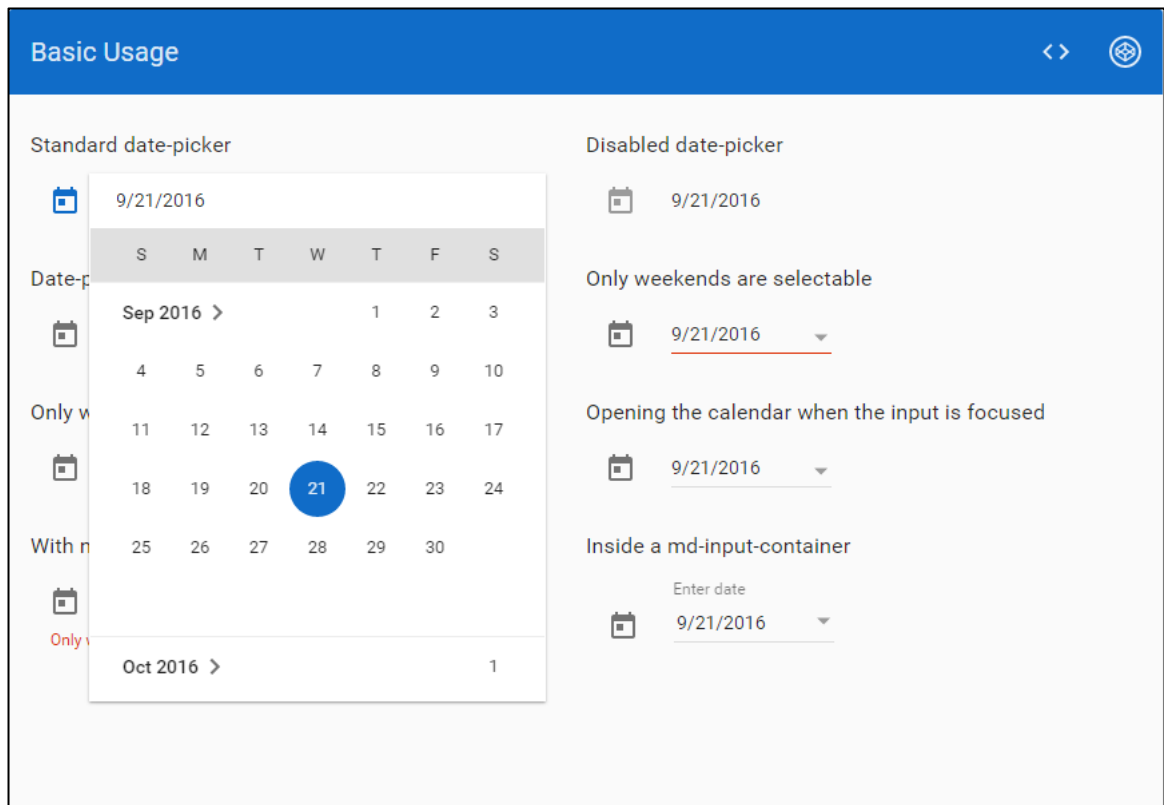 Basic Usage
Standard date-picker
9/21/2016
S M T W T F S
Sep 2016 1 2 3
4 5 6 7 8 9 10
11 12 13 14 15 16 17
18 19 20 21 22 23 24
25 26 27 28 29 30
Oct 2016 1
Date-p
Only w
With
Only
Disabled date-picker
9/21/2016
Only weekends are selectable
9/21/2016
Opening the calendar when the input is focused
9/21/2016
Inside a md-input-container
Enter date
9/21/2016